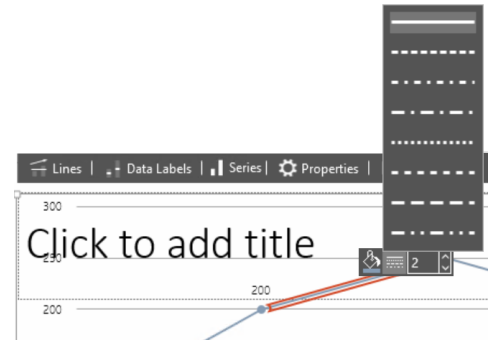 Lines | Data Labels | Series | Properties |
300
Click to add title
250
2
200
200